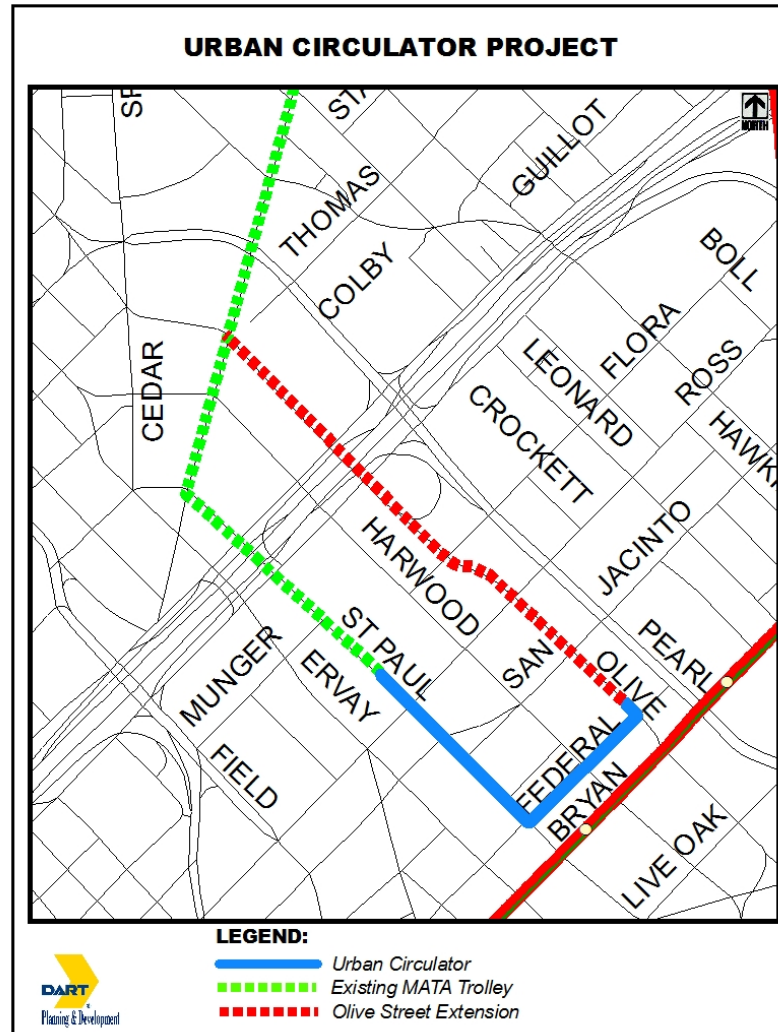 URBAN CIRCULATOR PROJECT
NORTH
THOMAS
GUILLOT
COLBY
BOLL
CEDAR
FLORA
LEONARD
ROSS
CROCKETT
JACINTO
HARWOOD
PEARL
ST PAUL
SAN
OLIVE
MUNGER
ERVAY
FEDERAL
FIELD
BRYAN
LIVE OAK
LEGEND:
Urban Circulator
Existing MATA Trolley
Olive Street Extension
DART
Planning & Development